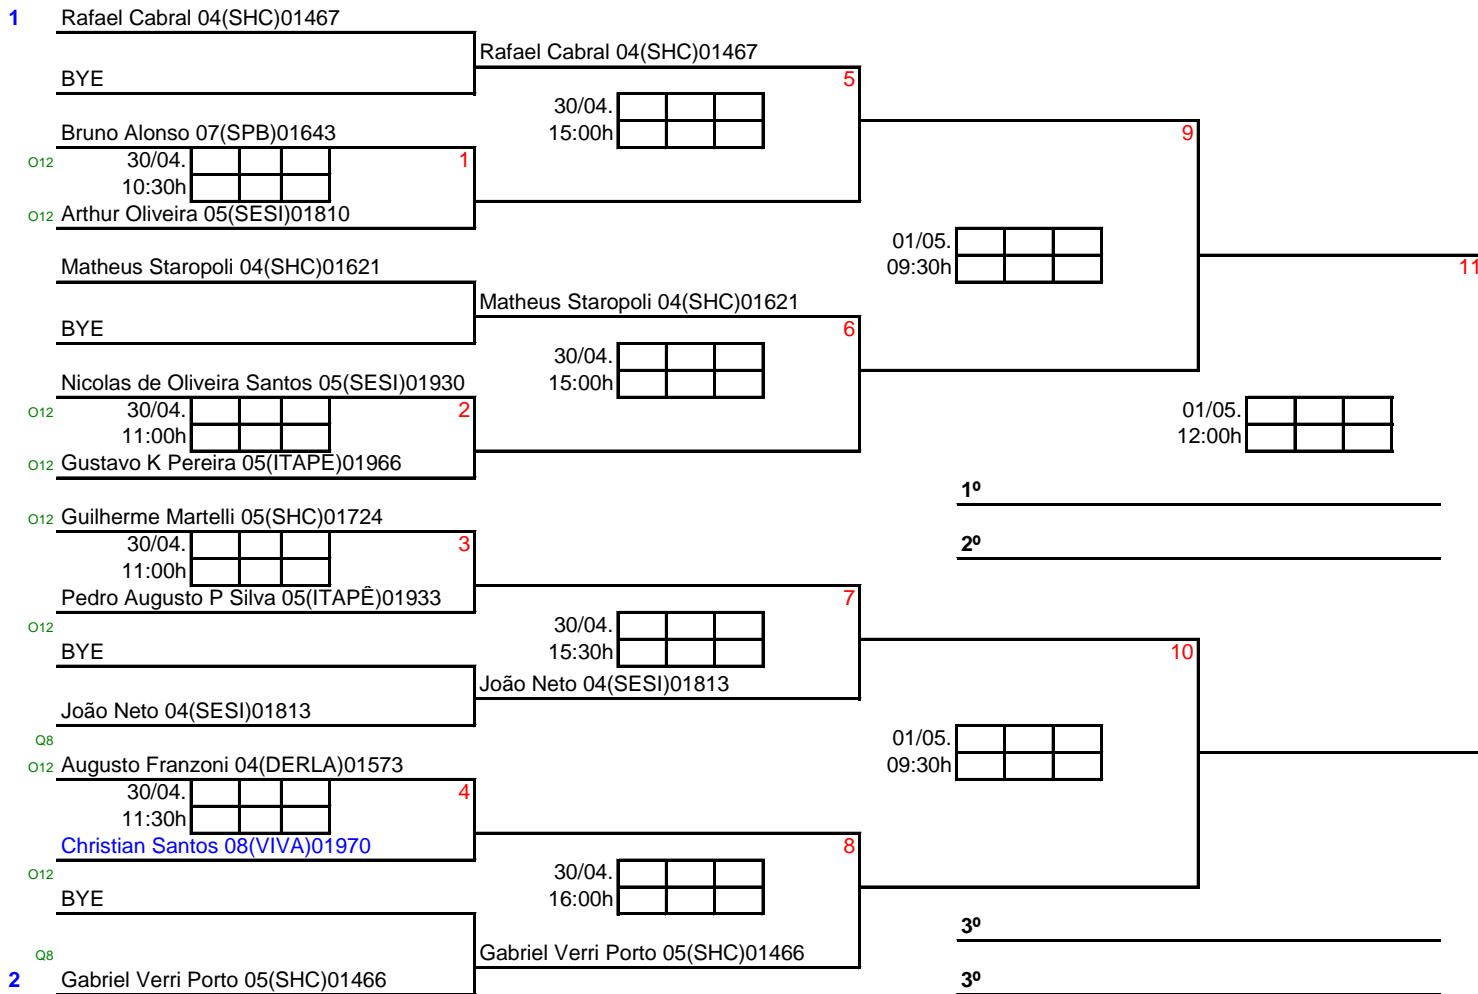 1 Rafael Cabral 04(SHC)01467
Rafael Cabral 04(SHC)01467
BYE
5
30/04.
15:00h
Bruno Alonso 07(SPB)01643
9
O12 30/04. 1
10:30h
O12 Arthur Oliveira 05(SESI)01810
01/05.
09:30h
Matheus Staropoli 04(SHC)01621
11
Matheus Staropoli 04(SHC)01621
BYE
6
30/04.
15:00h
Nicolas de Oliveira Santos 05(SESI)01930
O12 30/04. 2
11:00h
01/05.
12:00h
O12 Gustavo K Pereira 05(ITAPE)01966
1º
O12 Guilherme Martelli 05(SHC)01724
30/04. 3
11:00h
2º
Pedro Augusto P Silva 05(ITAPÊ)01933
7
O12
30/04.
15:30h
BYE
10
João Neto 04(SESI)01813
João Neto 04(SESI)01813
Q8
01/05.
09:30h
O12 Augusto Franzoni 04(DERLA)01573
30/04. 4
11:30h
Christian Santos 08(VIVA)01970
8
O12
30/04.
16:00h
BYE
3º
Q8
Gabriel Verri Porto 05(SHC)01466
2 Gabriel Verri Porto 05(SHC)01466
3º